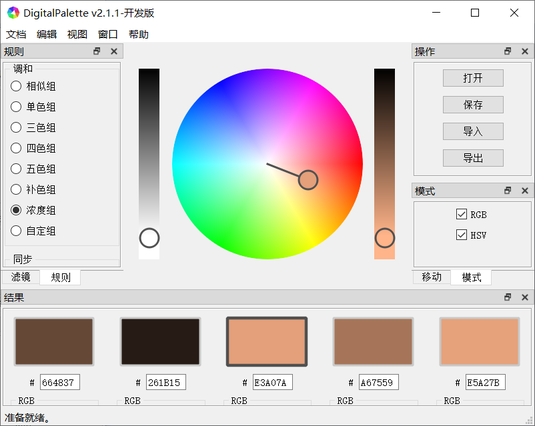 DigitalPalette v2.1.1-开发版
文档 编辑 视图 窗口 帮助
规则
调和
相似组
单色组
三色组
四色组
五色组
补色组
浓度组
自定组
同步
滤镜 规则
操作
打开
保存
导入
导出
模式
RGB
HSV
移动 模式
结果
# 664837 # 261B15 # E3A07A # A67559 # E5A27B
RGB RGB RGB RGB RGB
准备就绪。